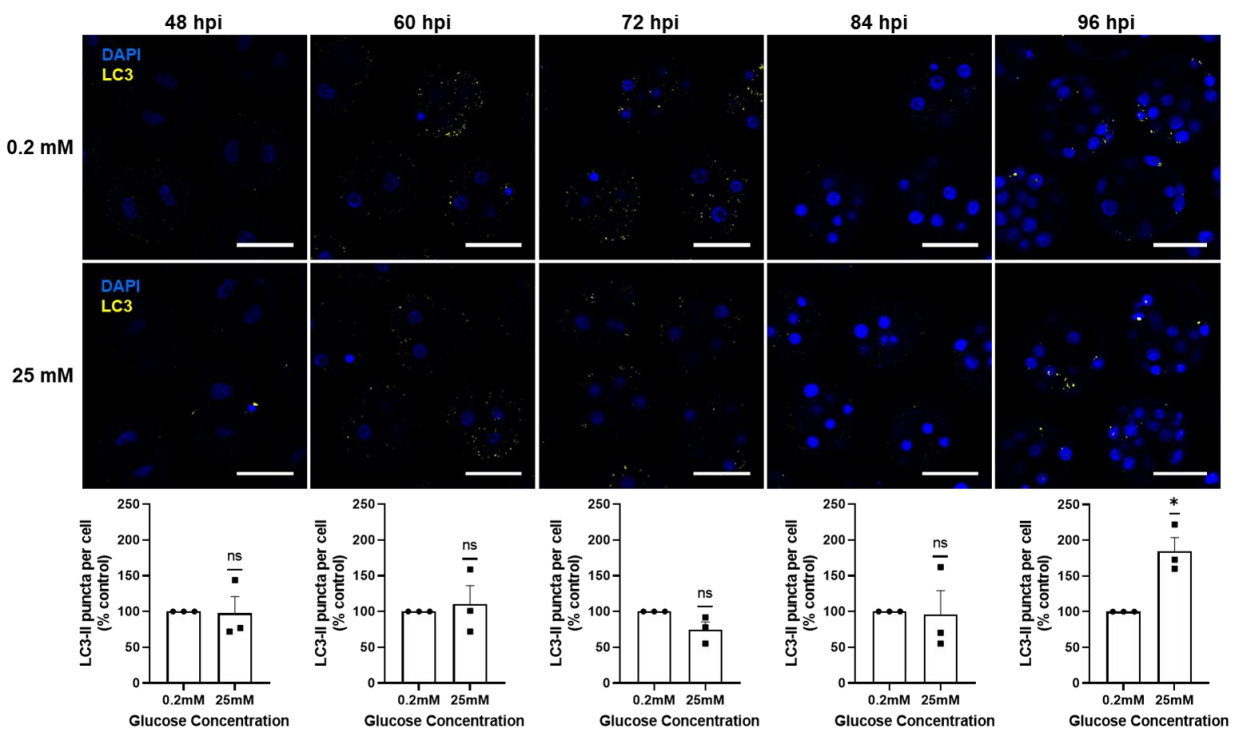 48 hpi 60 hpi 72 hpi 84 hpi 96 hpi
DAPI
LC3
0.2 mM
DAPI
LC3
25 mM
LC3-II puncta per cell
(% control)
250
200
150
100
50
0
ns
0.2mM 25mM
Glucose Concentration
LC3-II puncta per cell
(% control)
250
200
150
100
50
0
ns
0.2mM 25mM
Glucose Concentration
LC3-II puncta per cell
(% control)
250
200
150
100
50
0
ns
0.2mM 25mM
Glucose Concentration
LC3-II puncta per cell
(% control)
250
200
150
100
50
0
ns
0.2mM 25mM
Glucose Concentration
LC3-II puncta per cell
(% control)
250
200
150
100
50
0
*
0.2mM 25mM
Glucose Concentration